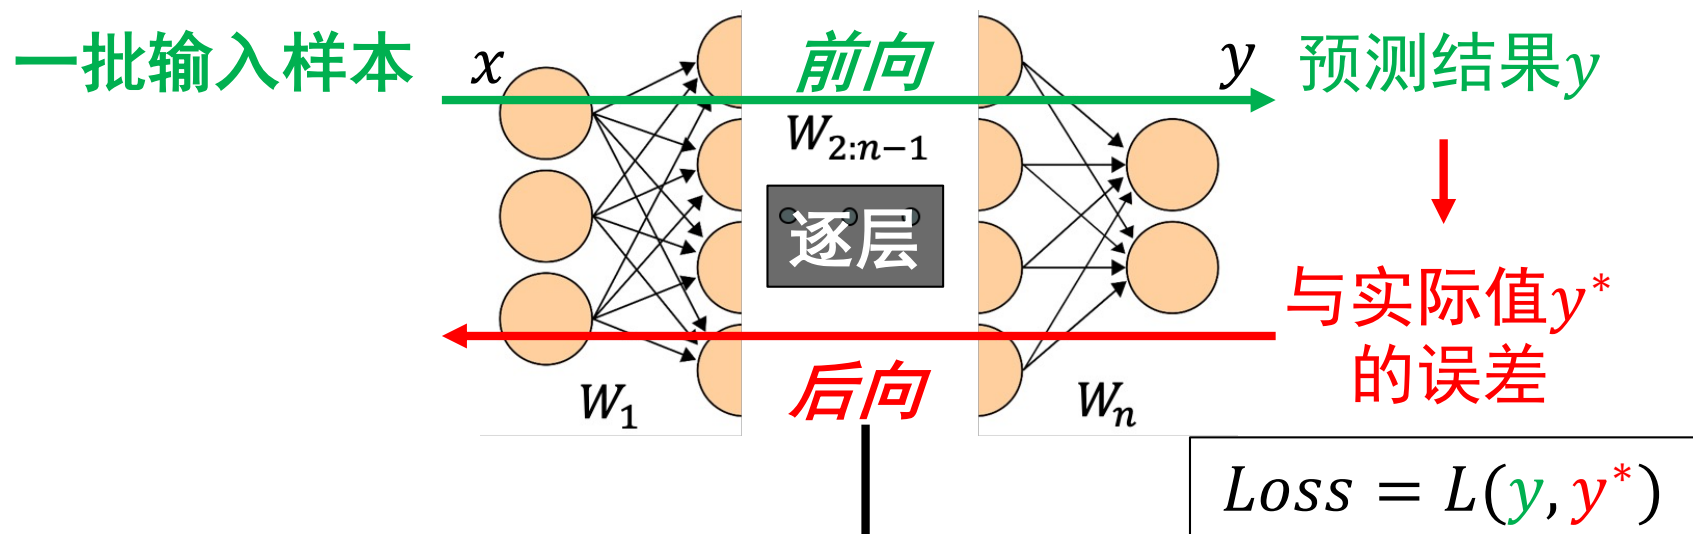 一批输入样本
x
前向
y
预测结果y
W₂:ₙ₋₁
逐层
与实际值y*
的误差
后向
W₁
Wₙ
Loss = L(y, y*)